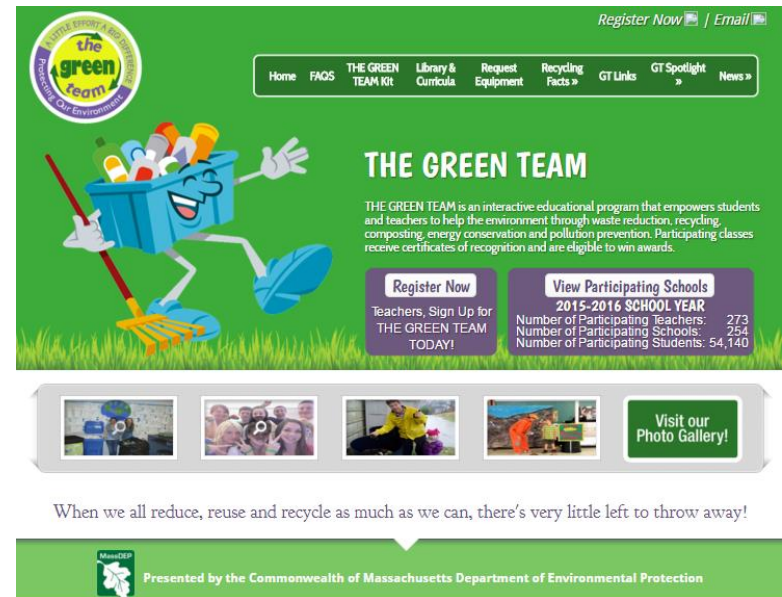 A LITTLE EFFORT A BIG DIFFERENCE
the
green
team
Protecting Our Environment
Register Now | Email
Home
FAQS
THE GREEN
TEAM Kit
Library &
Curricula
Request
Equipment
Recycling
Facts »
GT Links
GT Spotlight
»
News »
THE GREEN TEAM
THE GREEN TEAM is an interactive educational program that empowers students
and teachers to help the environment through waste reduction, recycling,
composting, energy conservation and pollution prevention. Participating classes
receive certificates of recognition and are eligible to win awards.
Register Now
Teachers, Sign Up for
THE GREEN TEAM
TODAY!
View Participating Schools
2015-2016 SCHOOL YEAR
Number of Participating Teachers: 273
Number of Participating Schools: 254
Number of Participating Students: 54,140
Visit our
Photo Gallery!
When we all reduce, reuse and recycle as much as we can, there's very little left to throw away!
MassDEP
Presented by the Commonwealth of Massachusetts Department of Environmental Protection